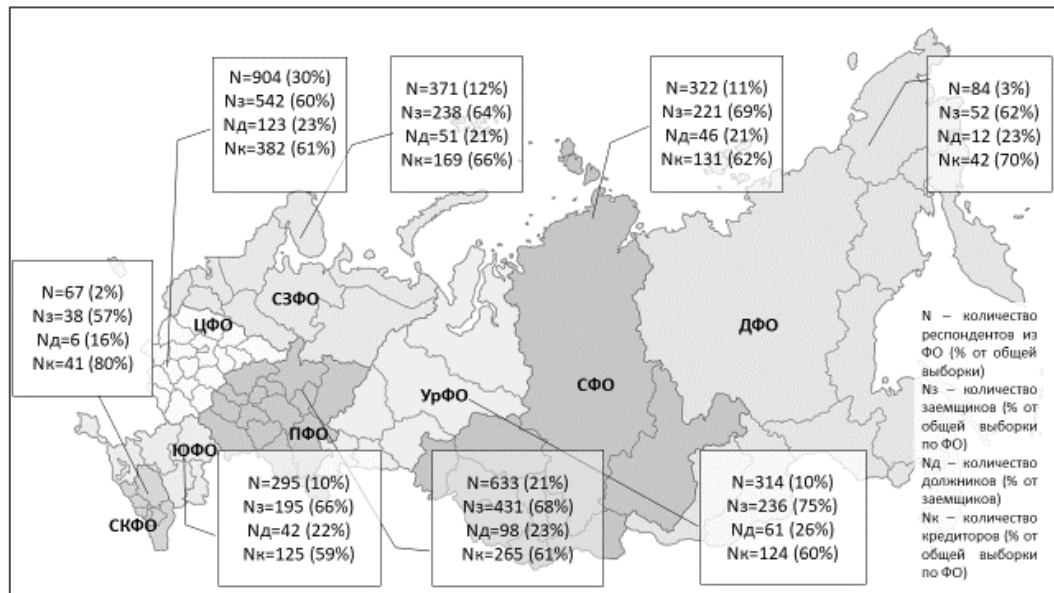 N=904 (30%)
Nз=542 (60%)
Nд=123 (23%)
Nк=382 (61%)
N=371 (12%)
Nз=238 (64%)
Nд=51 (21%)
Nк=169 (66%)
N=322 (11%)
Nз=221 (69%)
Nд=46 (21%)
Nк=131 (62%)
N=84 (3%)
Nз=52 (62%)
Nд=12 (23%)
Nк=42 (70%)
N=67 (2%)
Nз=38 (57%)
Nд=6 (16%)
Nк=41 (80%)
СЗФО
ЦФО
ДФО
СФО
УрФО
ПФО
ЮФО
СКФО
N – количество
респондентов из
ФО (% от общей
выборки)
Nз – количество
заемщиков (% от
общей выборки
по ФО)
Nд – количество
должников (% от
заемщиков)
Nк – количество
кредиторов (% от
общей выборки
по ФО)
N=295 (10%)
Nз=195 (66%)
Nд=42 (22%)
Nк=125 (59%)
N=633 (21%)
Nз=431 (68%)
Nд=98 (23%)
Nк=265 (61%)
N=314 (10%)
Nз=236 (75%)
Nд=61 (26%)
Nк=124 (60%)